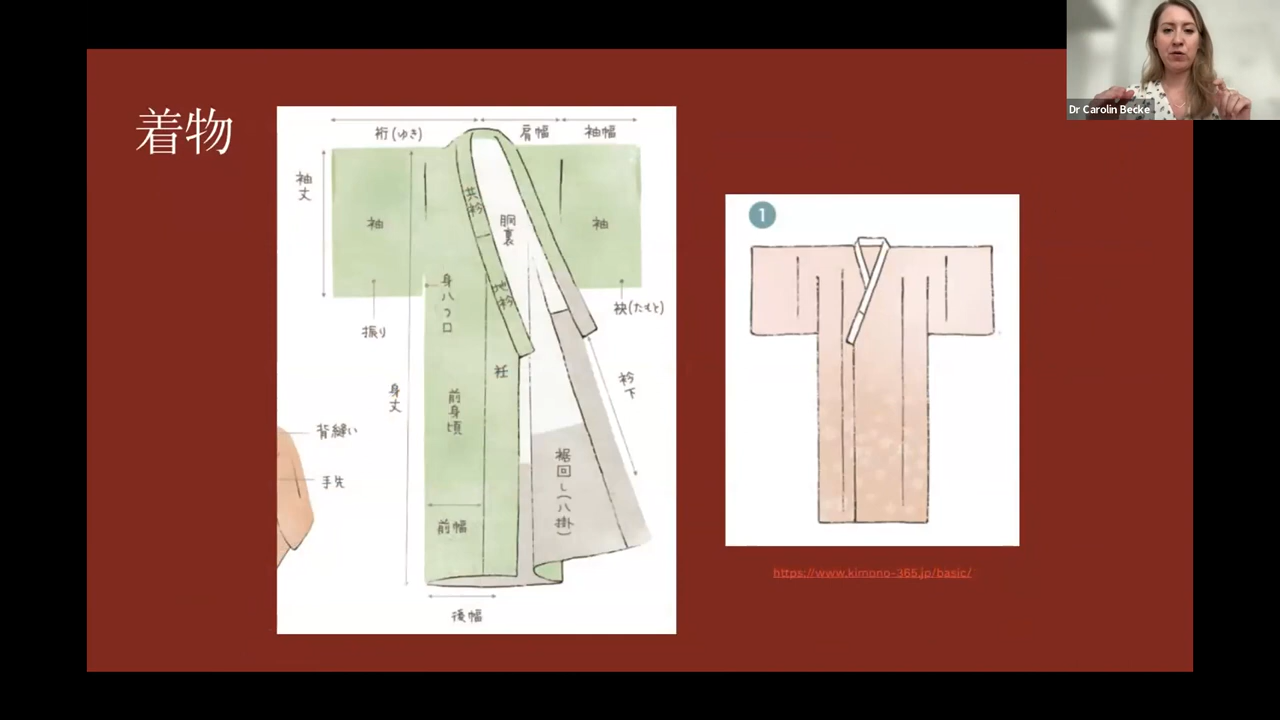 Dr Carolin Becke
着物
裄(ゆき)
肩幅
袖幅
袖丈
袖
共衿
胴裏
袖
身八つ口
地衿
振り
袂(たもと)
衽
衿下
身丈
前身頃
背縫い
裾回し(八掛)
手先
前幅
後幅
1
https://www.kimono-365.jp/basic/